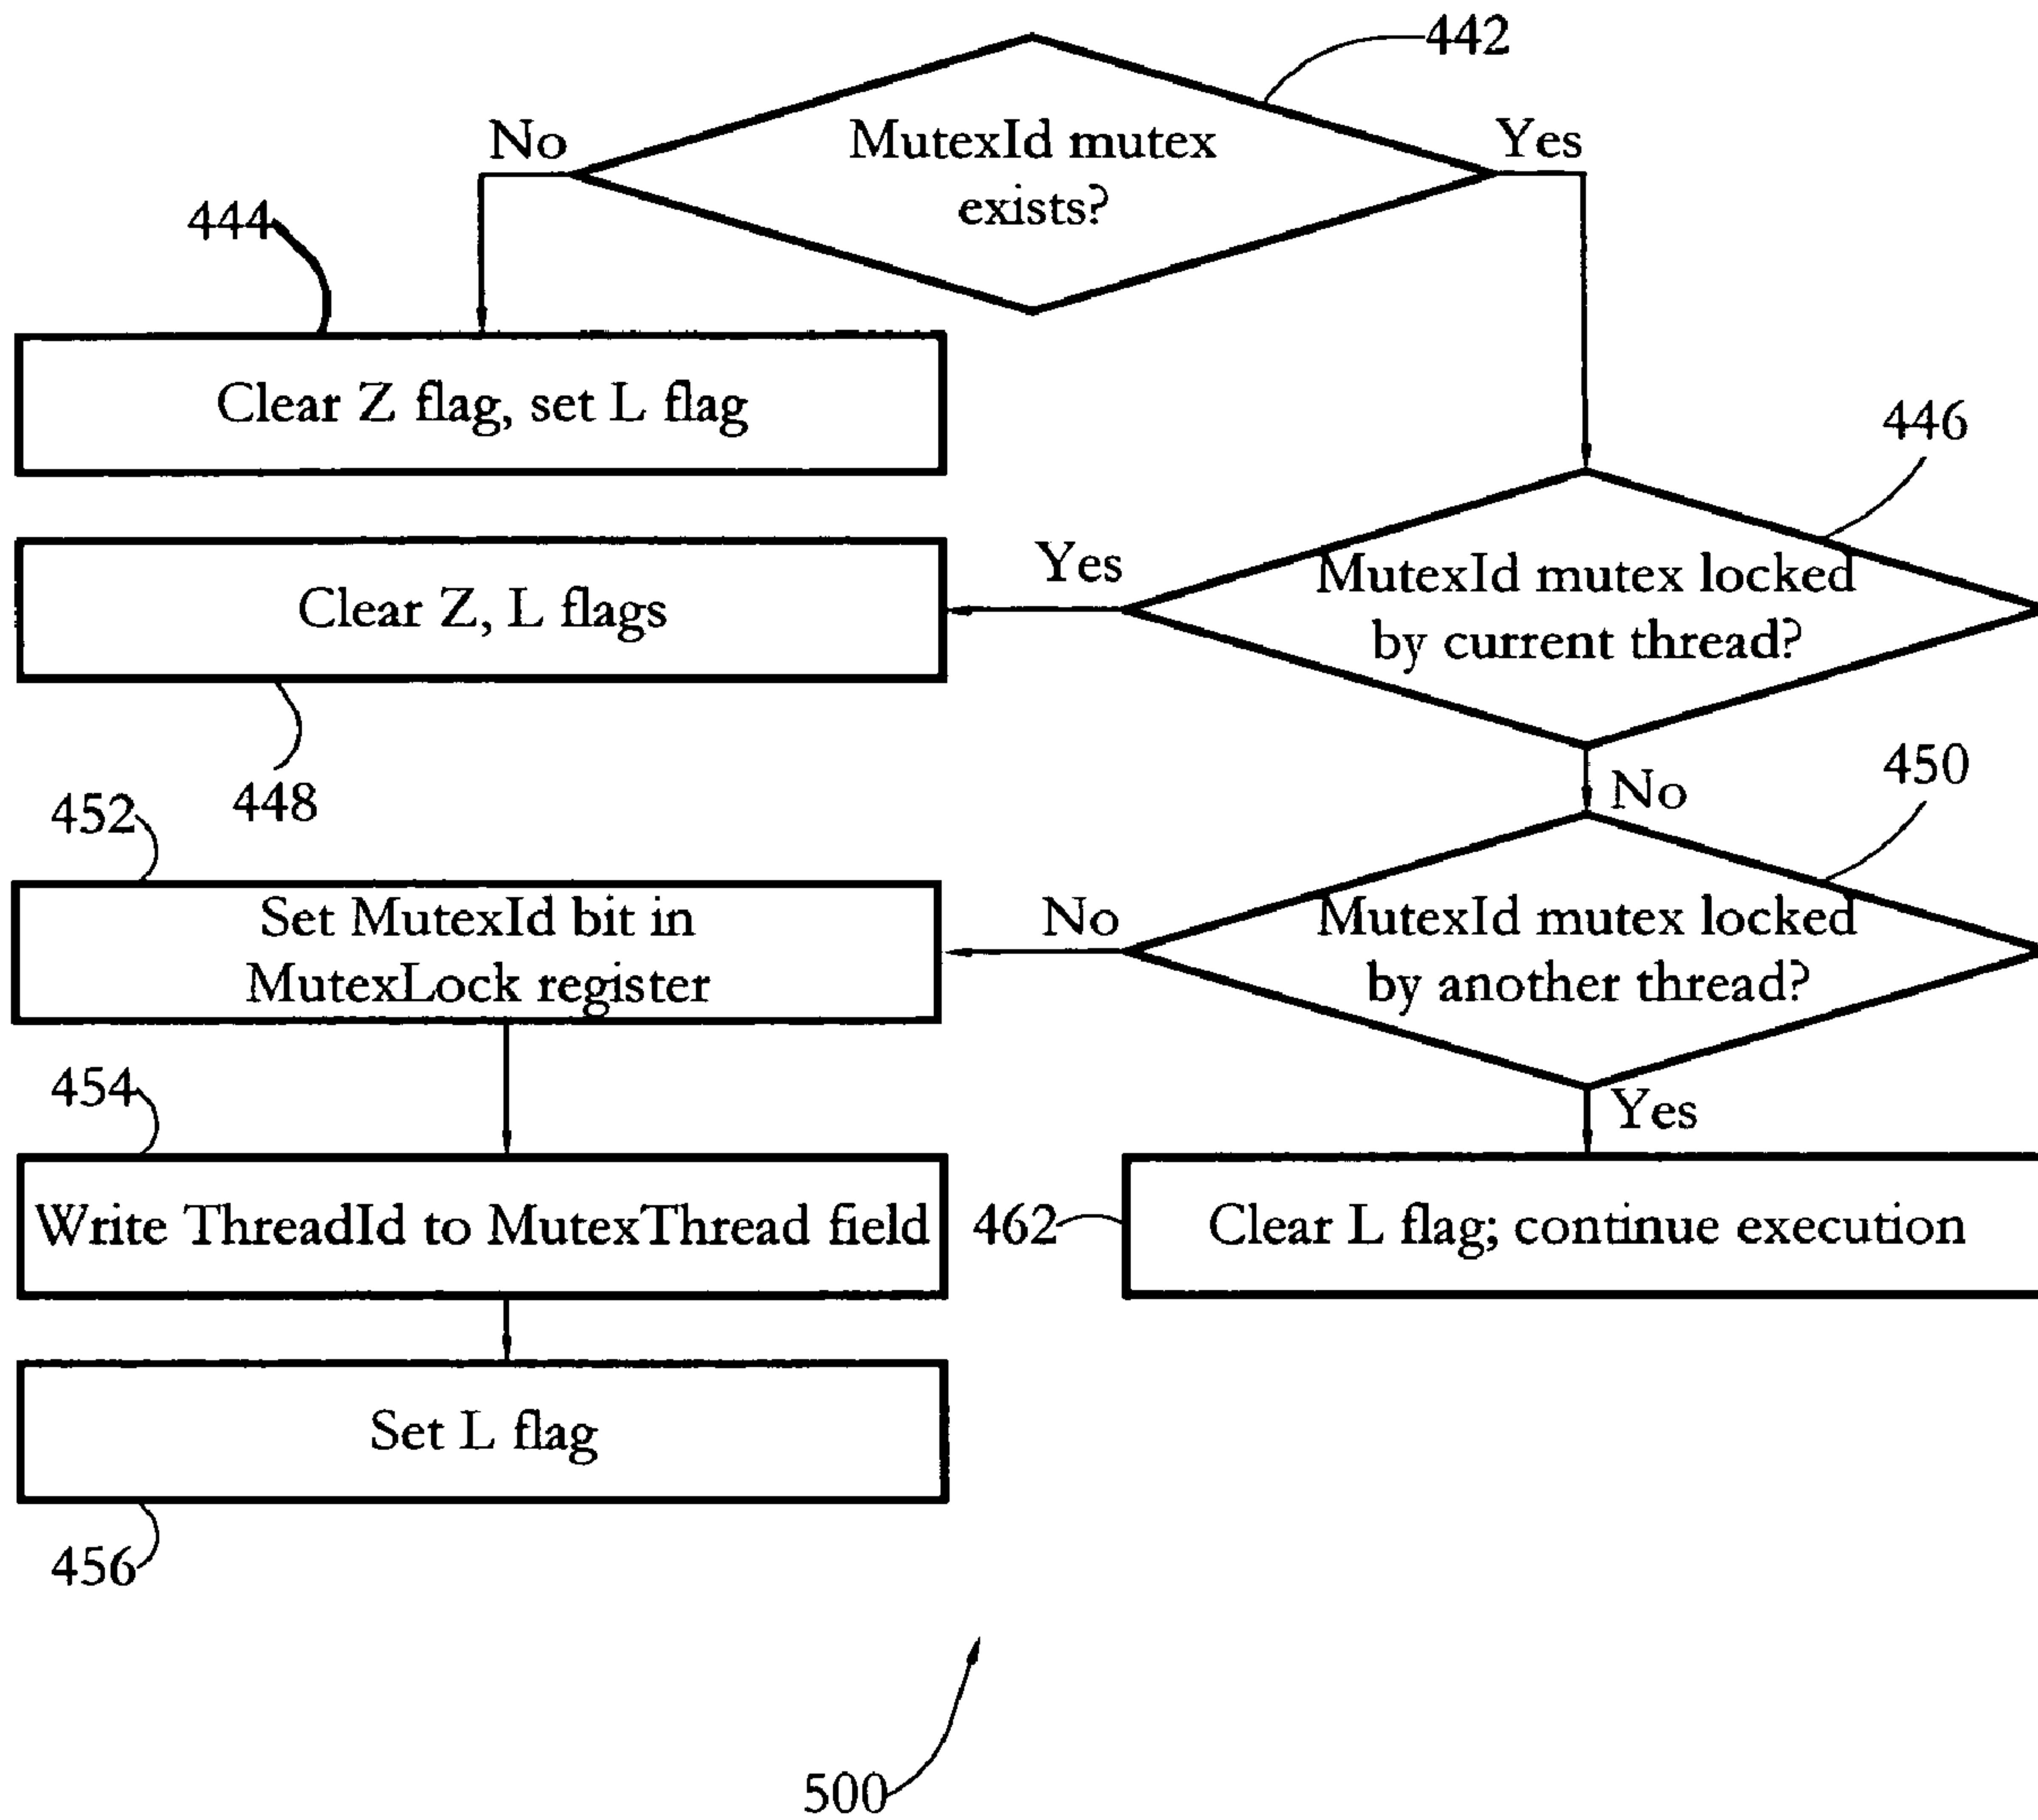 442
MutexId mutex
exists?
No
Yes
444
Clear Z flag, set L flag
446
MutexId mutex locked
by current thread?
Yes
Clear Z, L flags
448
No
450
452
MutexId mutex locked
by another thread?
No
Set MutexId bit in
MutexLock register
Yes
454
Write ThreadId to MutexThread field
462
Clear L flag; continue execution
Set L flag
456
500